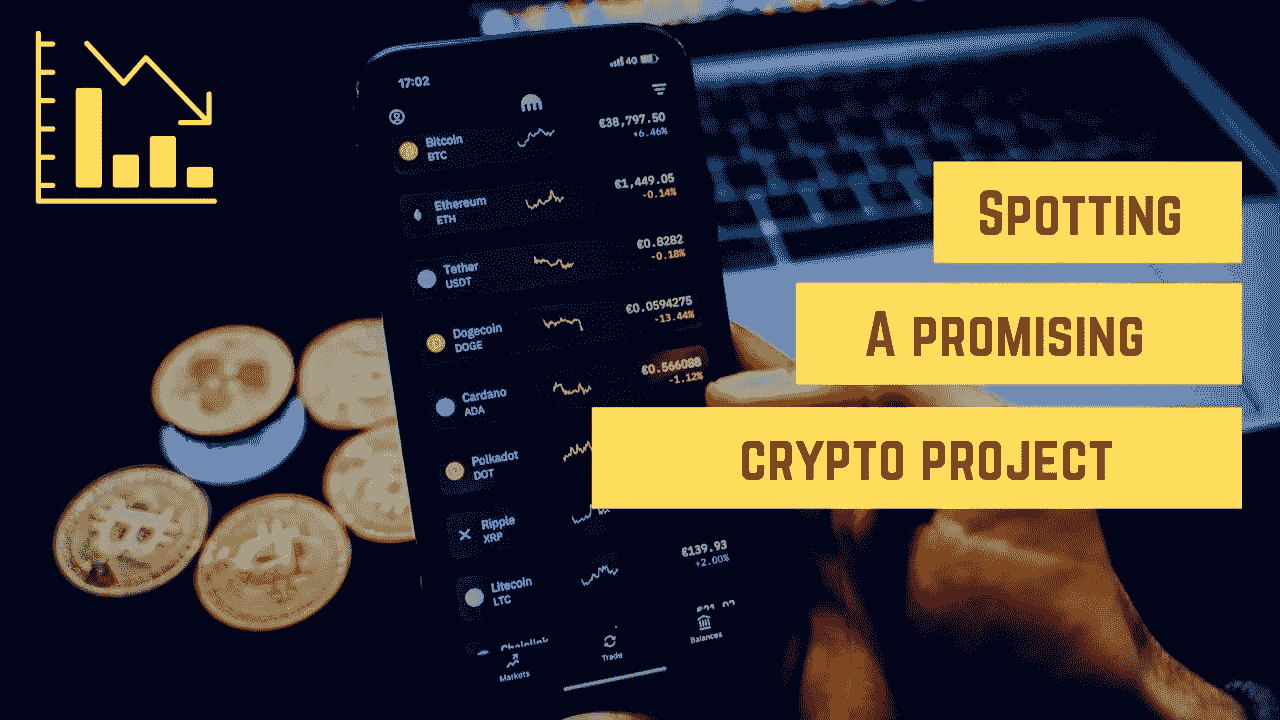 17:02
4G
Bitcoin
BTC
€38,797.50
+6.46%
Ethereum
ETH
€1,449.05
-0.14%
Tether
USDT
€0.8282
-0.18%
Dogecoin
DOGE
€0.0594275
-13.44%
Cardano
ADA
€0.566088
-1.12%
Polkadot
DOT
Ripple
XRP
Litecoin
LTC
€139.93
+2.00%
Chainlink
Markets
Trade
Balances
Spotting
A promising
crypto project